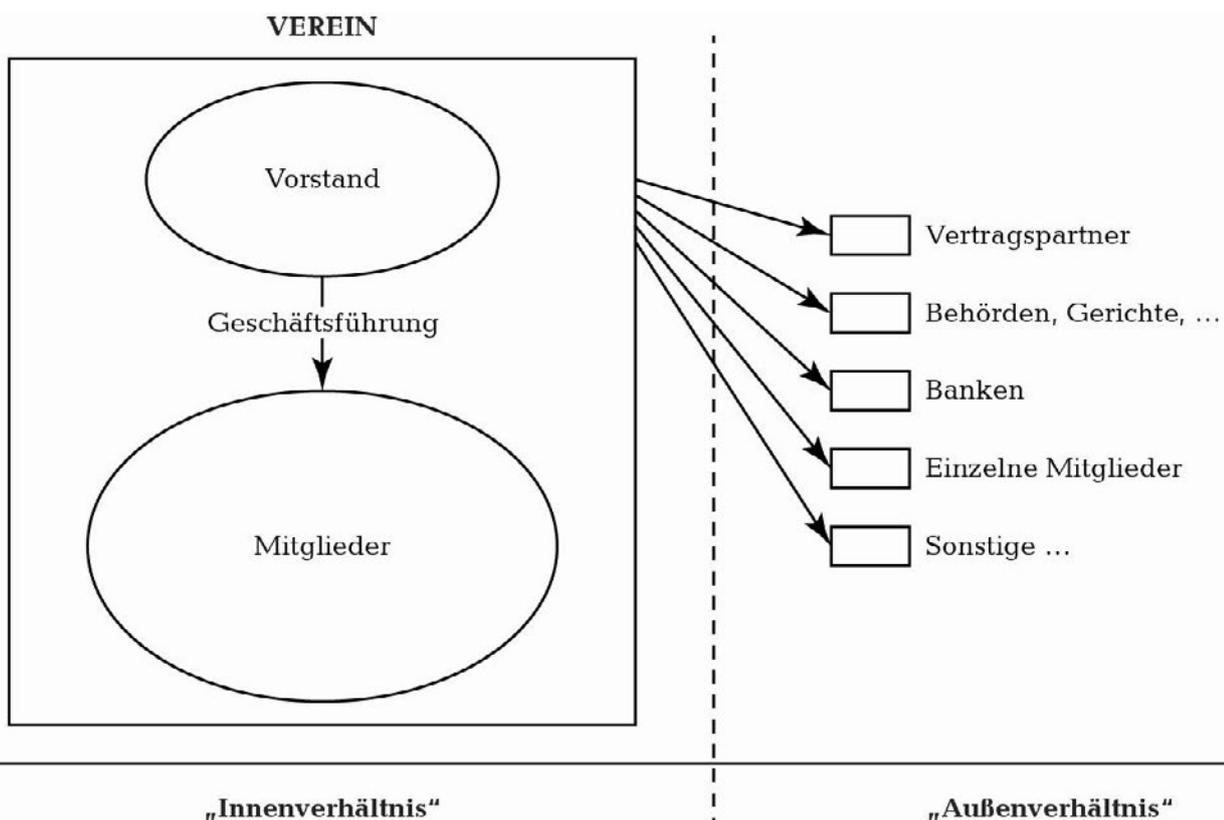 VEREIN
Vorstand
Geschäftsführung
Mitglieder
Vertragspartner
Behörden, Gerichte, …
Banken
Einzelne Mitglieder
Sonstige …
„Innenverhältnis“
„Außenverhältnis“